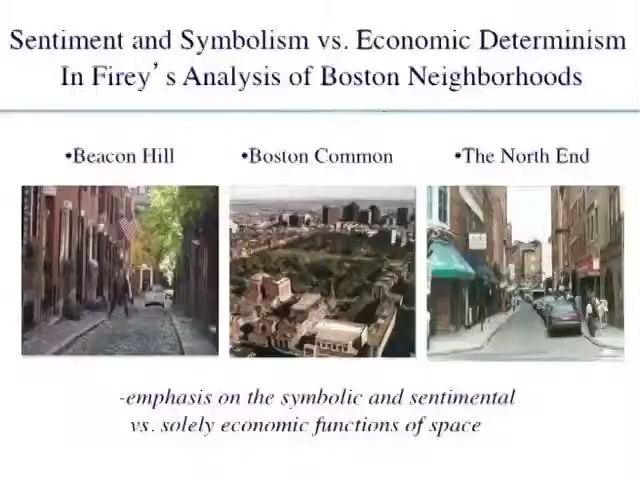 Sentiment and Symbolism vs. Economic Determinism
In Firey’s Analysis of Boston Neighborhoods
•Beacon Hill
•Boston Common
•The North End
-emphasis on the symbolic and sentimental
vs. solely economic functions of space